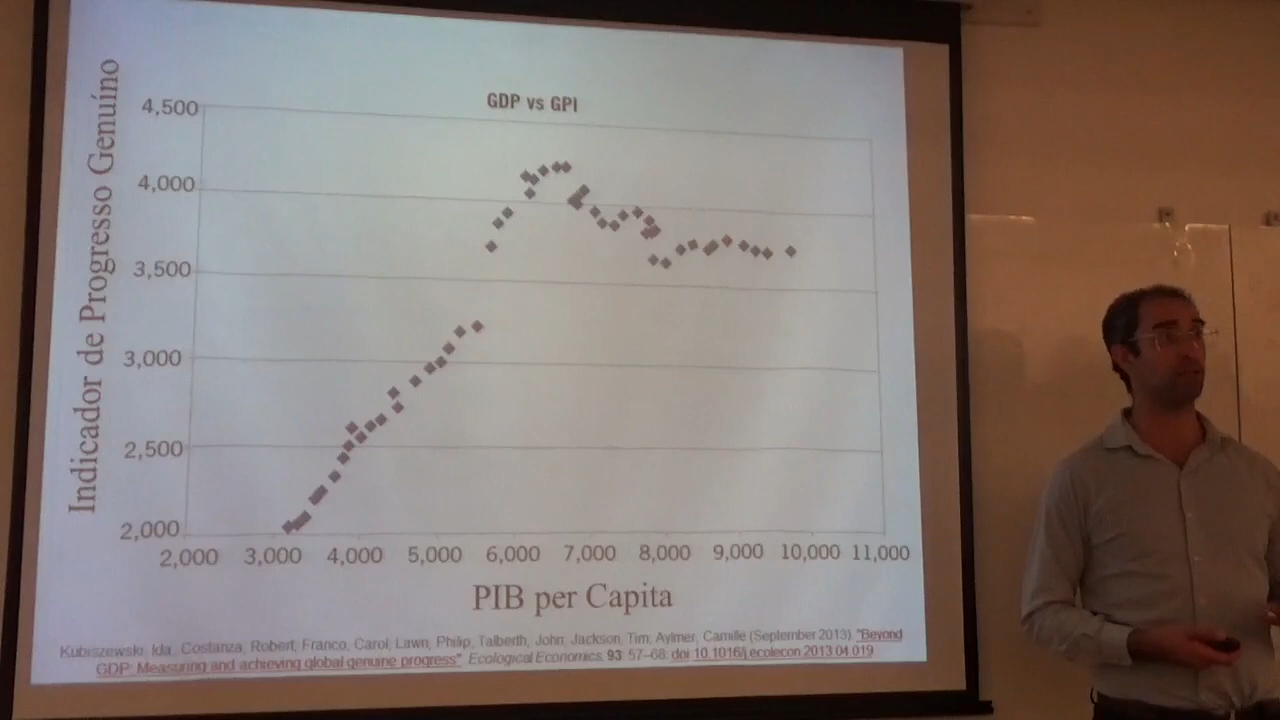 GDP vs GPI
Indicador de Progresso Genuíno
4,500
4,000
3,500
3,000
2,500
2,000
2,000 3,000 4,000 5,000 6,000 7,000 8,000 9,000 10,000 11,000
PIB per Capita
Kubiszewski, Ida, Costanza, Robert, Franco, Carol, Lawn, Philip, Talberth, John, Jackson, Tim, Aylmer, Camille (September 2013). "Beyond
GDP: Measuring and achieving global genuine progress". Ecological Economics. 93: 57–68. doi:10.1016/j.ecolecon.2013.04.019